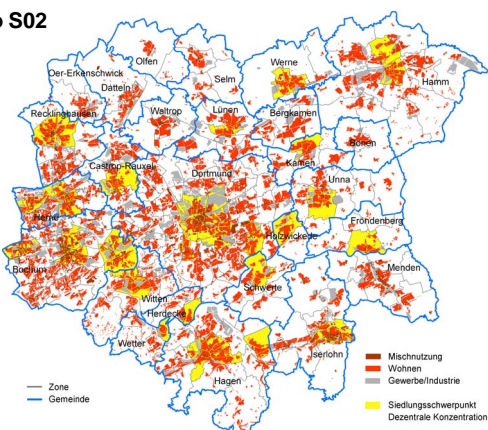 S02
Olfen
Werne
Oer-Erkenschwick
Selm
Hamm
Datteln
Recklinghausen
Waltrop
Lünen
Bergkamen
Bönen
Castrop-Rauxel
Kamen
Dortmund
Unna
Herne
Fröndenberg
Holzwickede
Bochum
Menden
Witten
Schwerte
Herdecke
Wetter
Iserlohn
Hagen
Mischnutzung
Wohnen
Gewerbe/Industrie
Zone
Gemeinde
Siedlungsschwerpunkt
Dezentrale Konzentration